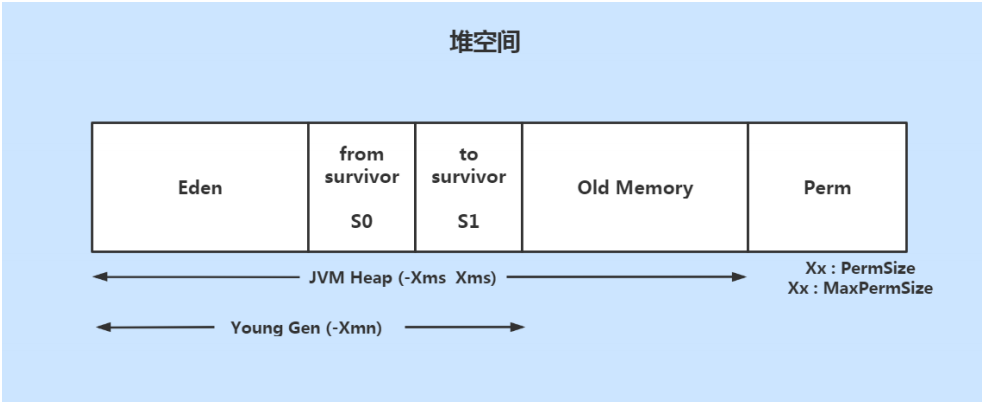 堆空间
Eden
from
survivor
S0
to
survivor
S1
Old Memory
Perm
JVM Heap (-Xms  Xms)
Xx : PermSize
Xx : MaxPermSize
Young Gen (-Xmn)